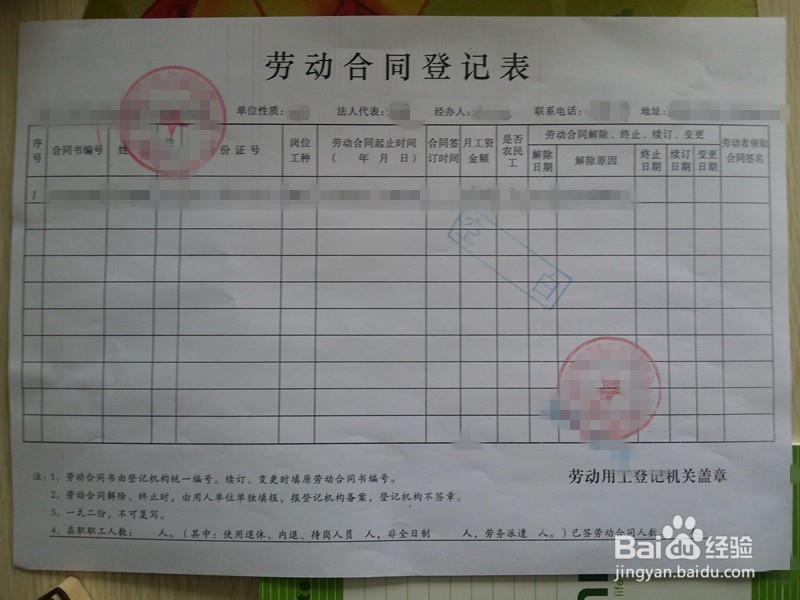 劳动合同登记表
单位性质： 法人代表： 经办人： 联系电话： 地址：
序号 合同书编号 姓 性 份证号 岗位工种 劳动合同起止时间（ 年 月 日） 合同签订时间 月工资金额 是否农民工 劳动合同解除、终止、续订、变更 劳动者领取合同签名
解除日期 解除原因 终止日期 续订日期 变更日期
1
空白
注：1、劳动合同书由登记机构统一编号。续订、变更时填原劳动合同书编号。
劳动用工登记机关盖章
2、劳动合同解除、终止时，由用人单位单独填报，报登记机构备案，登记机构不签章。
3、一式二份，不可复写。
4、在职职工人数： 人。（其中：使用退休、内退、待岗人员 人，非全日制 人，劳务派遣 人。）已签劳动合同人数
Baidu经验
jingyan.baidu.com